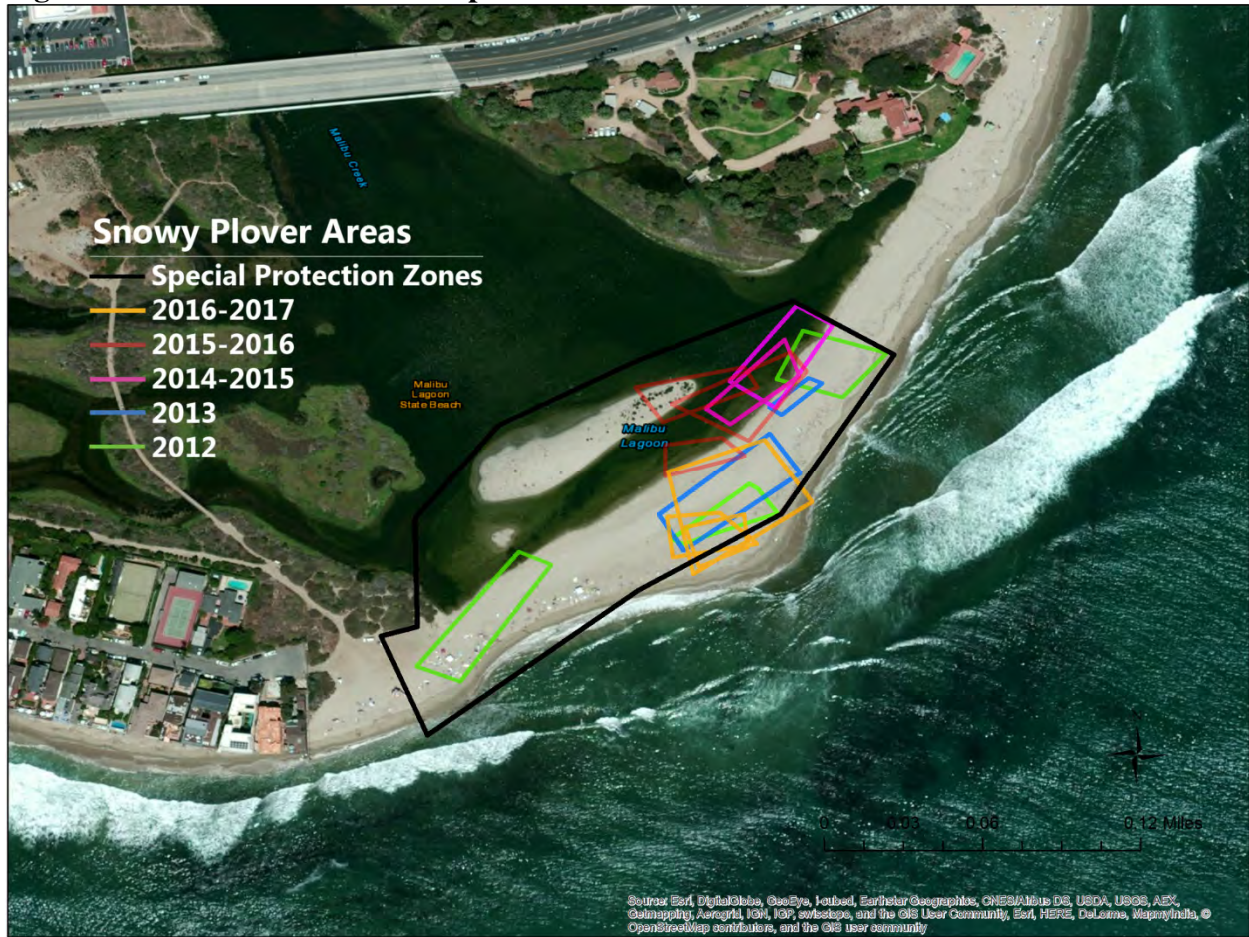 Malibu Creek
Snowy Plover Areas
Special Protection Zones
2016-2017
2015-2016
2014-2015
2013
2012
Malibu
Lagoon
State Beach
Malibu
Lagoon
0 0.03 0.06 0.12 Miles
Source: Esri, DigitalGlobe, GeoEye, i-cubed, Earthstar Geographics, CNES/Airbus DS, USDA, USGS, AEX,
Getmapping, Aerogrid, IGN, IGP, swisstopo, and the GIS User Community, Esri, HERE, DeLorme, MapmyIndia, ©
OpenStreetMap contributors, and the GIS user community